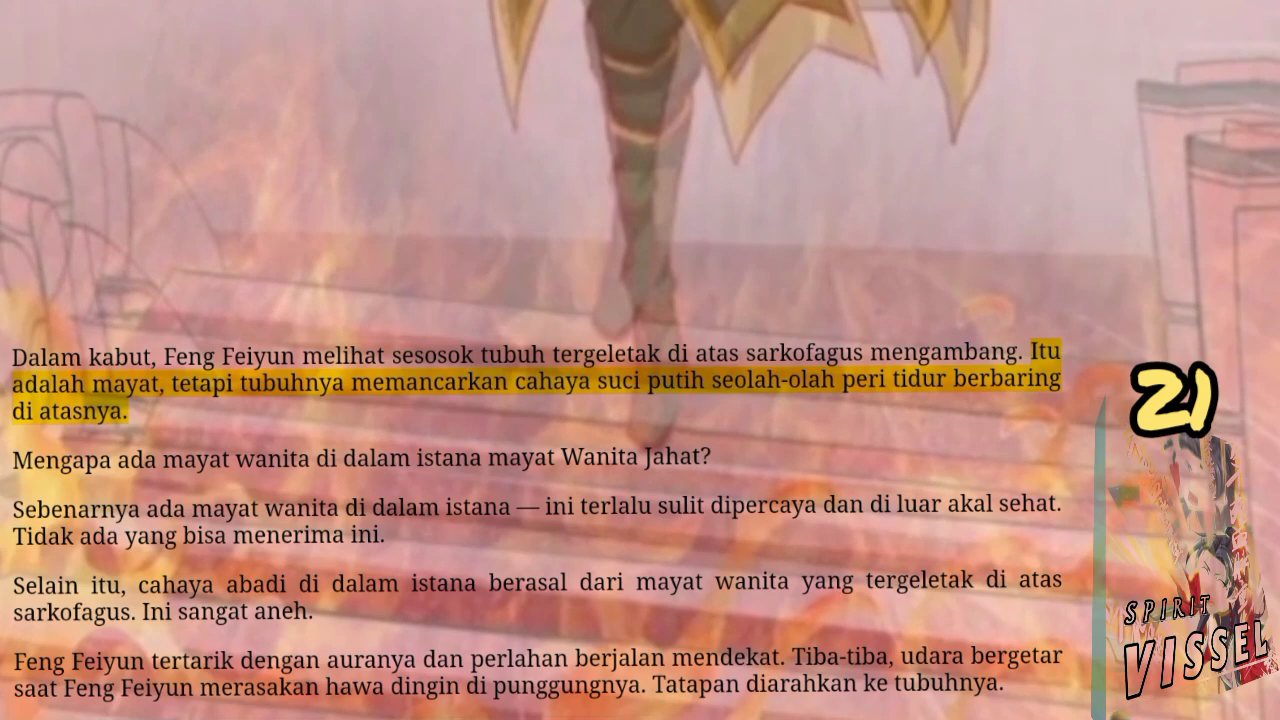 Dalam kabut, Feng Feiyun melihat sesosok tubuh tergeletak di atas sarkofagus mengambang. Itu
adalah mayat, tetapi tubuhnya memancarkan cahaya suci putih seolah-olah peri tidur berbaring
di atasnya.
Mengapa ada mayat wanita di dalam istana mayat Wanita Jahat?
Sebenarnya ada mayat wanita di dalam istana — ini terlalu sulit dipercaya dan di luar akal sehat.
Tidak ada yang bisa menerima ini.
Selain itu, cahaya abadi di dalam istana berasal dari mayat wanita yang tergeletak di atas
sarkofagus. Ini sangat aneh.
Feng Feiyun tertarik dengan auranya dan perlahan berjalan mendekat. Tiba-tiba, udara bergetar
saat Feng Feiyun merasakan hawa dingin di punggungnya. Tatapan diarahkan ke tubuhnya.
21
SPIRIT
VISSEL